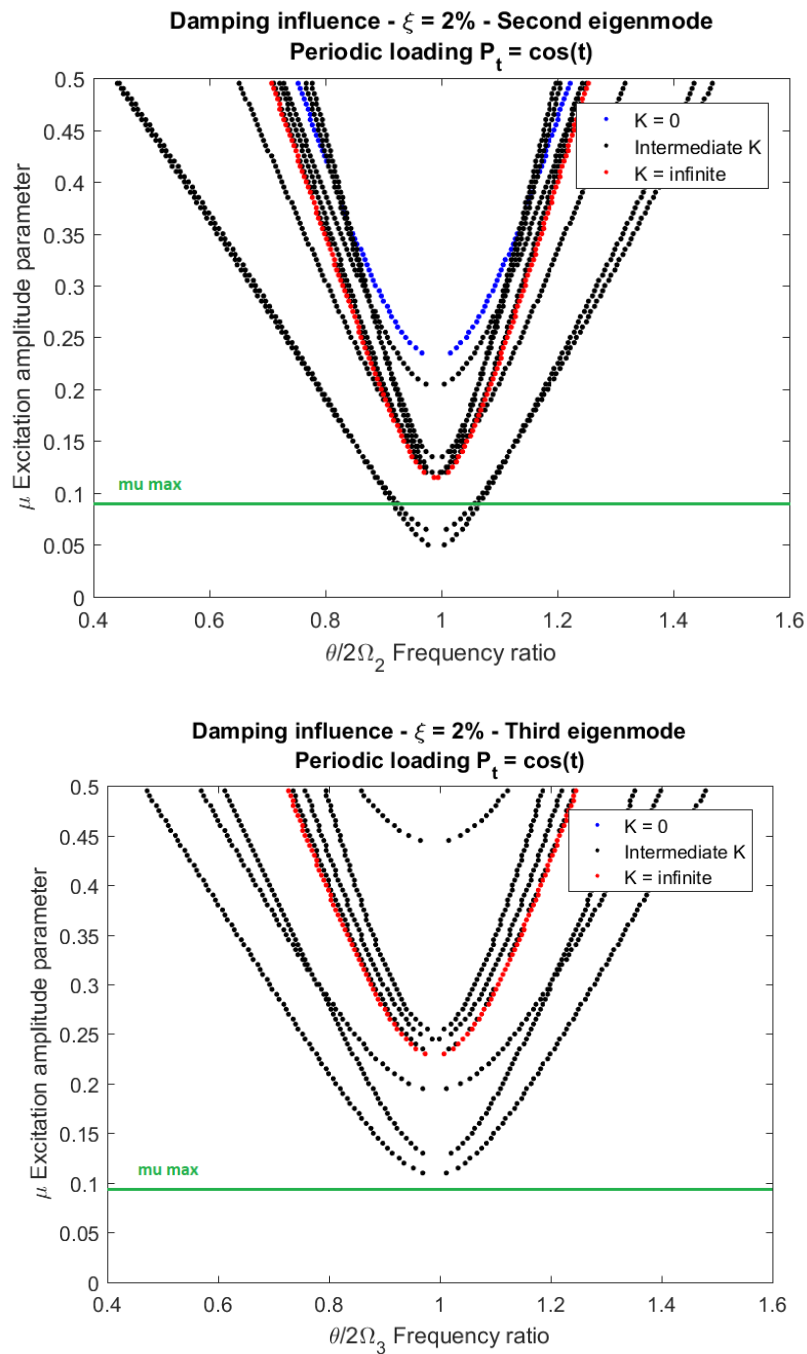 Damping influence - ξ = 2% - Second eigenmode
Periodic loading P_t = cos(t)
0.5
0.45
0.4
0.35
0.3
0.25
0.2
0.15
0.1
0.05
0
μ Excitation amplitude parameter
K = 0
Intermediate K
K = infinite
mu max
0.4
0.6
0.8
1
1.2
1.4
1.6
θ/2Ω_2 Frequency ratio
Damping influence - ξ = 2% - Third eigenmode
Periodic loading P_t = cos(t)
0.5
0.45
0.4
0.35
0.3
0.25
0.2
0.15
0.1
0.05
0
μ Excitation amplitude parameter
K = 0
Intermediate K
K = infinite
mu max
0.4
0.6
0.8
1
1.2
1.4
1.6
θ/2Ω_3 Frequency ratio